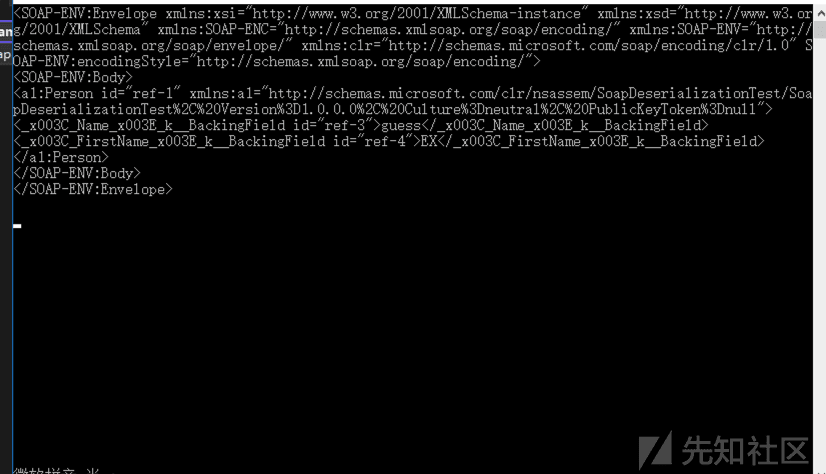 <SOAP-ENV:Envelope xmlns:xsi="http://www.w3.org/2001/XMLSchema-instance" xmlns:xsd="http://www.w3.or
g/2001/XMLSchema" xmlns:SOAP-ENC="http://schemas.xmlsoap.org/soap/encoding/" xmlns:SOAP-ENV="http://
schemas.xmlsoap.org/soap/envelope/" xmlns:clr="http://schemas.microsoft.com/soap/encoding/clr/1.0" S
OAP-ENV:encodingStyle="http://schemas.xmlsoap.org/soap/encoding/">
<SOAP-ENV:Body>
<a1:Person id="ref-1" xmlns:a1="http://schemas.microsoft.com/clr/nsassem/SoapDeserializationTest/Soa
pDeserializationTest%2C%20Version%3D1.0.0.0%2C%20Culture%3Dneutral%2C%20PublicKeyToken%3Dnull">
<_x003C_Name_x003E_k__BackingField id="ref-3">guess</_x003C_Name_x003E_k__BackingField>
<_x003C_FirstName_x003E_k__BackingField id="ref-4">EX</_x003C_FirstName_x003E_k__BackingField>
</a1:Person>
</SOAP-ENV:Body>
</SOAP-ENV:Envelope>
先知社区